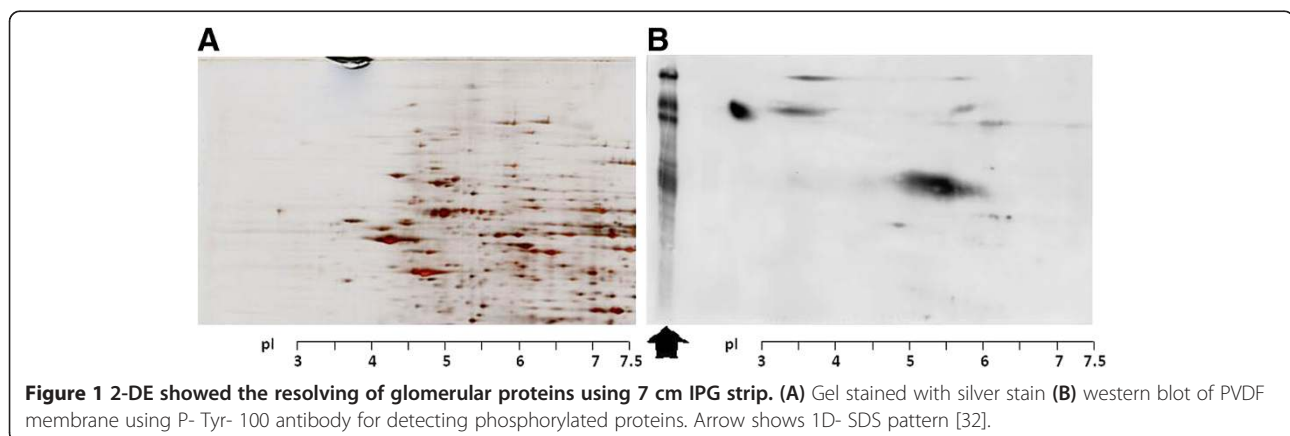 A
B
pI 3 4 5 6 7 7.5
pI 3 4 5 6 7 7.5
Figure 1 2-DE showed the resolving of glomerular proteins using 7 cm IPG strip. (A) Gel stained with silver stain (B) western blot of PVDF
membrane using P- Tyr- 100 antibody for detecting phosphorylated proteins. Arrow shows 1D- SDS pattern [32].